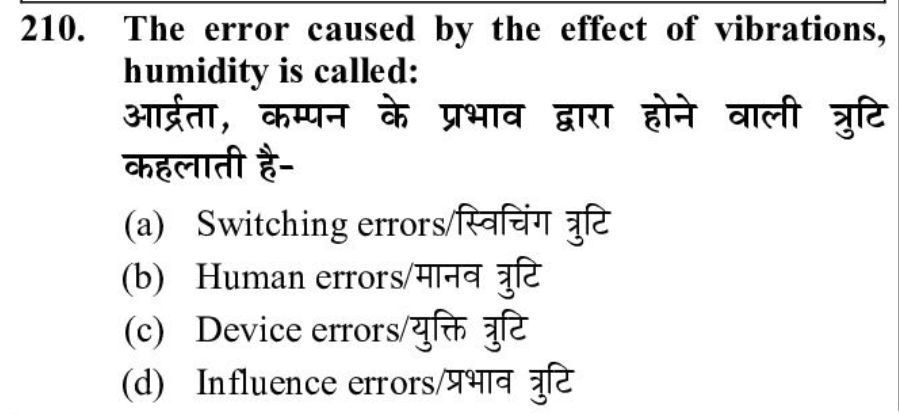 210. The error caused by the effect of vibrations,
humidity is called:
आर्द्रता, कम्पन के प्रभाव द्वारा होने वाली त्रुटि
कहलाती है-
(a) Switching errors/स्विचिंग त्रुटि
(b) Human errors/मानव त्रुटि
(c) Device errors/युक्ति त्रुटि
(d) Influence errors/प्रभाव त्रुटि